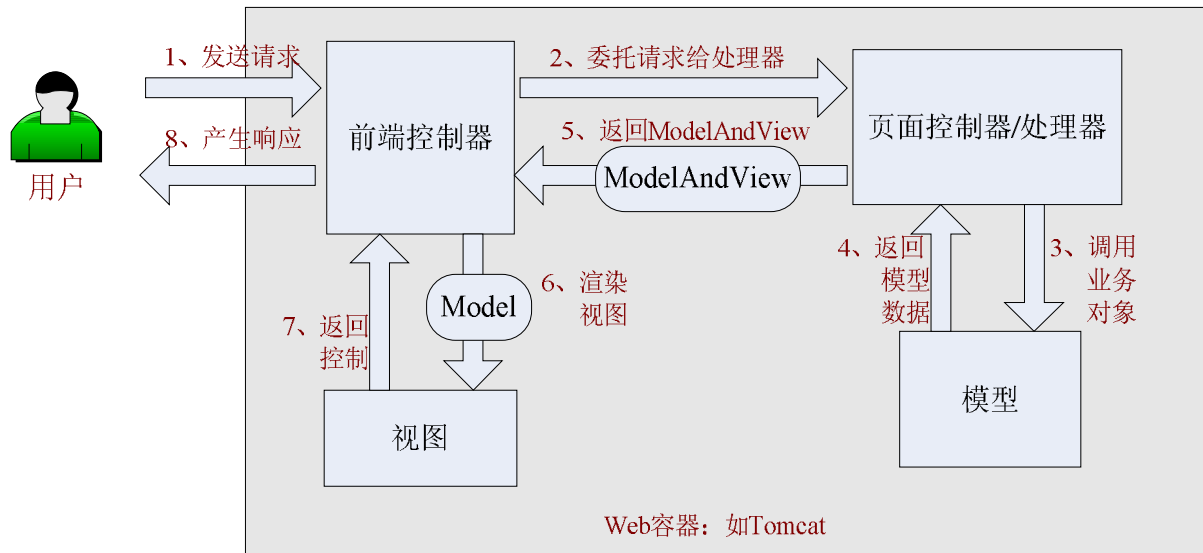 1、发送请求
2、委托请求给处理器
前端控制器
页面控制器/处理器
5、返回ModelAndView
ModelAndView
8、产生响应
用户
4、返回
模型
数据
3、调用
业务
对象
6、渲染
视图
Model
7、返回
控制
视图
模型
Web容器：如Tomcat